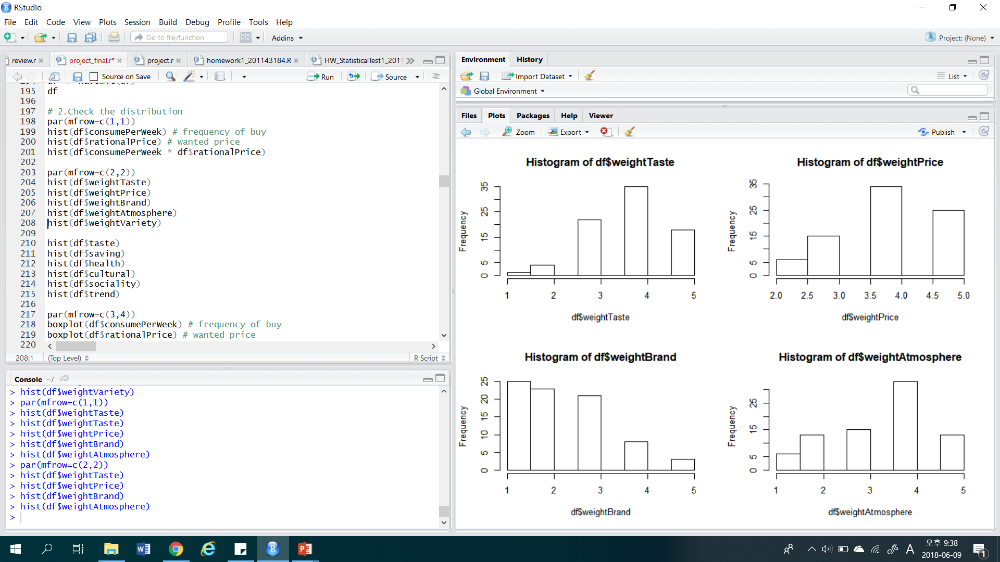 RStudio
File Edit Code View Plots Session Build Debug Profile Tools Help
Go to file/function
Addins
Project: (None)
review.r
project_final.r*
project.r
homework1_201143184.R
HW_StatisticalTest1_2011
Source on Save
Run
Source
195 df
196
197 # 2.Check the distribution
198 par(mfrow=c(1,1))
199 hist(df$consumePerWeek) # frequency of buy
200 hist(df$rationalPrice) # wanted price
201 hist(df$consumePerWeek * df$rationalPrice)
202
203 par(mfrow=c(2,2))
204 hist(df$weightTaste)
205 hist(df$weightPrice)
206 hist(df$weightBrand)
207 hist(df$weightAtmosphere)
208 hist(df$weightVariety)
209
210 hist(df$taste)
211 hist(df$saving)
212 hist(df$health)
213 hist(df$cultural)
214 hist(df$sociality)
215 hist(df$trend)
216
217 par(mfrow=c(3,4))
218 boxplot(df$consumePerWeek) # frequency of buy
219 boxplot(df$rationalPrice) # wanted price
220
208:1 (Top Level) R Script
Console ~/
> hist(df$weightVariety)
> par(mfrow=c(1,1))
> hist(df$weightTaste)
> hist(df$weightTaste)
> hist(df$weightPrice)
> hist(df$weightBrand)
> hist(df$weightAtmosphere)
> par(mfrow=c(2,2))
> hist(df$weightTaste)
> hist(df$weightPrice)
> hist(df$weightBrand)
> hist(df$weightAtmosphere)
>
Environment History
Import Dataset
List
Global Environment
Files Plots Packages Help Viewer
Zoom Export Publish
Histogram of df$weightTaste
Frequency
0 5 15 25 35
1 2 3 4 5
df$weightTaste
Histogram of df$weightPrice
Frequency
0 5 15 25 35
2.0 2.5 3.0 3.5 4.0 4.5 5.0
df$weightPrice
Histogram of df$weightBrand
Frequency
0 5 10 15 20 25
1 2 3 4 5
df$weightBrand
Histogram of df$weightAtmosphere
Frequency
0 5 15 25
1 2 3 4 5
df$weightAtmosphere
A
오후 9:38
2018-06-09
1